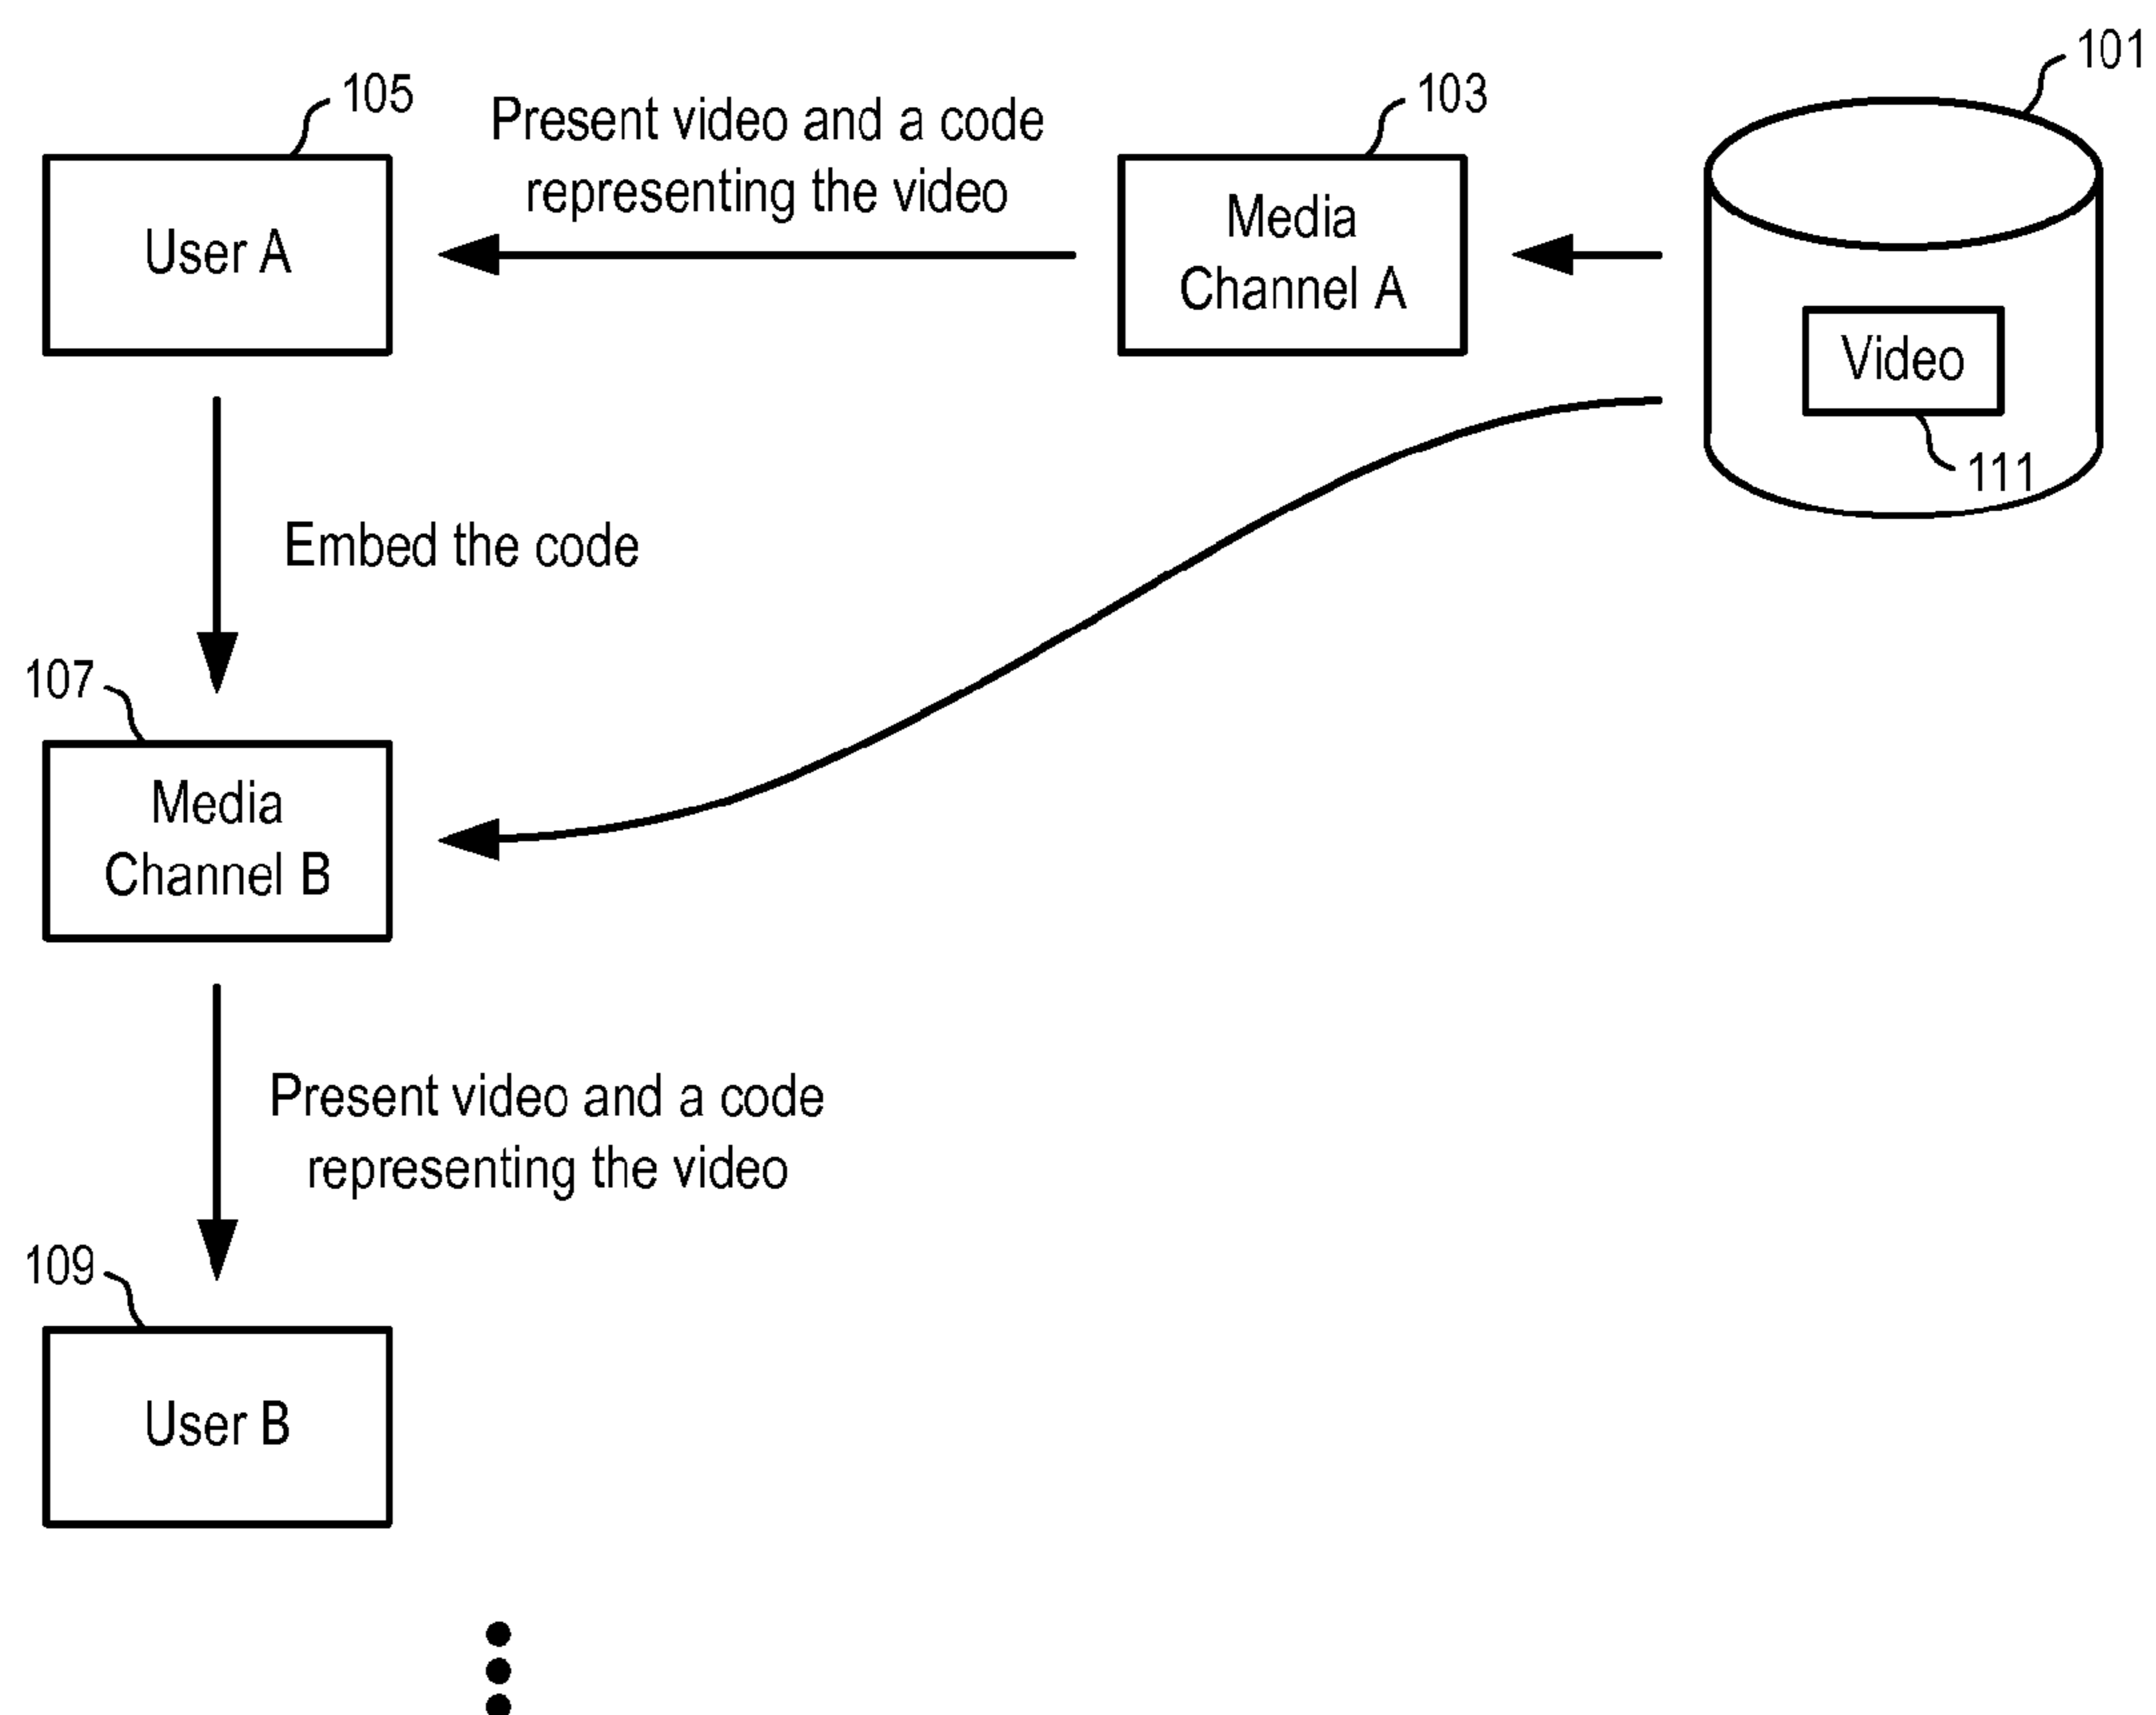 101
105
Present video and a code
representing the video
103
User A
Media
Channel A
Video
111
Embed the code
107
Media
Channel B
Present video and a code
representing the video
109
User B